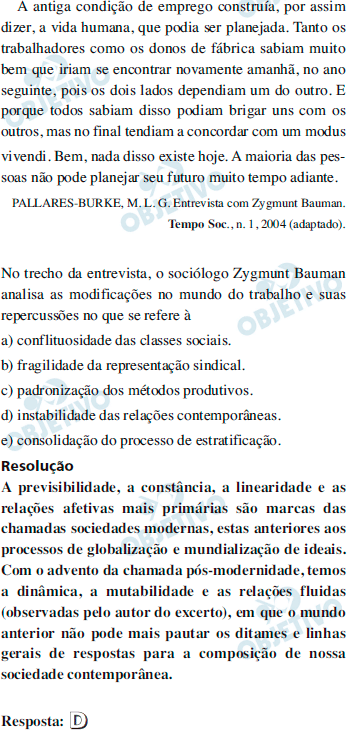 A antiga condição de emprego construía, por assim
dizer, a vida humana, que podia ser planejada. Tanto os
trabalhadores como os donos de fábrica sabiam muito
bem que iriam se encontrar novamente amanhã, no ano
seguinte, pois os dois lados dependiam um do outro. E
porque todos sabiam disso podiam brigar uns com os
outros, mas no final tendiam a concordar com um modus
vivendi. Bem, nada disso existe hoje. A maioria das pes-
soas não pode planejar seu futuro muito tempo adiante.
PALLARES-BURKE, M. L. G. Entrevista com Zygmunt Bauman.
Tempo Soc., n. 1, 2004 (adaptado).
No trecho da entrevista, o sociólogo Zygmunt Bauman
analisa as modificações no mundo do trabalho e suas
repercussões no que se refere à
a) conflituosidade das classes sociais.
b) fragilidade da representação sindical.
c) padronização dos métodos produtivos.
d) instabilidade das relações contemporâneas.
e) consolidação do processo de estratificação.
Resolução
A previsibilidade, a constância, a linearidade e as
relações afetivas mais primárias são marcas das
chamadas sociedades modernas, estas anteriores aos
processos de globalização e mundialização de ideais.
Com o advento da chamada pós-modernidade, temos
a dinâmica, a mutabilidade e as relações fluidas
(observadas pelo autor do excerto), em que o mundo
anterior não pode mais pautar os ditames e linhas
gerais de respostas para a composição de nossa
sociedade contemporânea.
Resposta: D
OBJETIVO
OBJETIVO
OBJETIVO
OBJETIVO
OBJETIVO
OBJETIVO